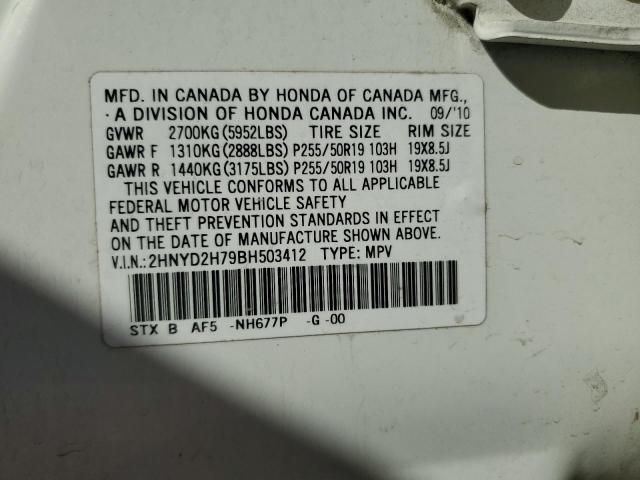 MFD. IN CANADA BY HONDA OF CANADA MFG.,
·A DIVISION OF HONDA CANADA INC. 09/'10
GVWR 2700KG(5952LBS) TIRE SIZE RIM SIZE
GAWR F 1310KG(2888LBS) P255/50R19 103H 19X8.5J
GAWR R 1440KG(3175LBS) P255/50R19 103H 19X8.5J
THIS VEHICLE CONFORMS TO ALL APPLICABLE
FEDERAL MOTOR VEHICLE SAFETY
AND THEFT PREVENTION STANDARDS IN EFFECT
ON THE DATE OF MANUFACTURE SHOWN ABOVE.
V.I.N.:2HNYD2H79BH503412 TYPE: MPV
STX B AF5 -NH677P -G -00